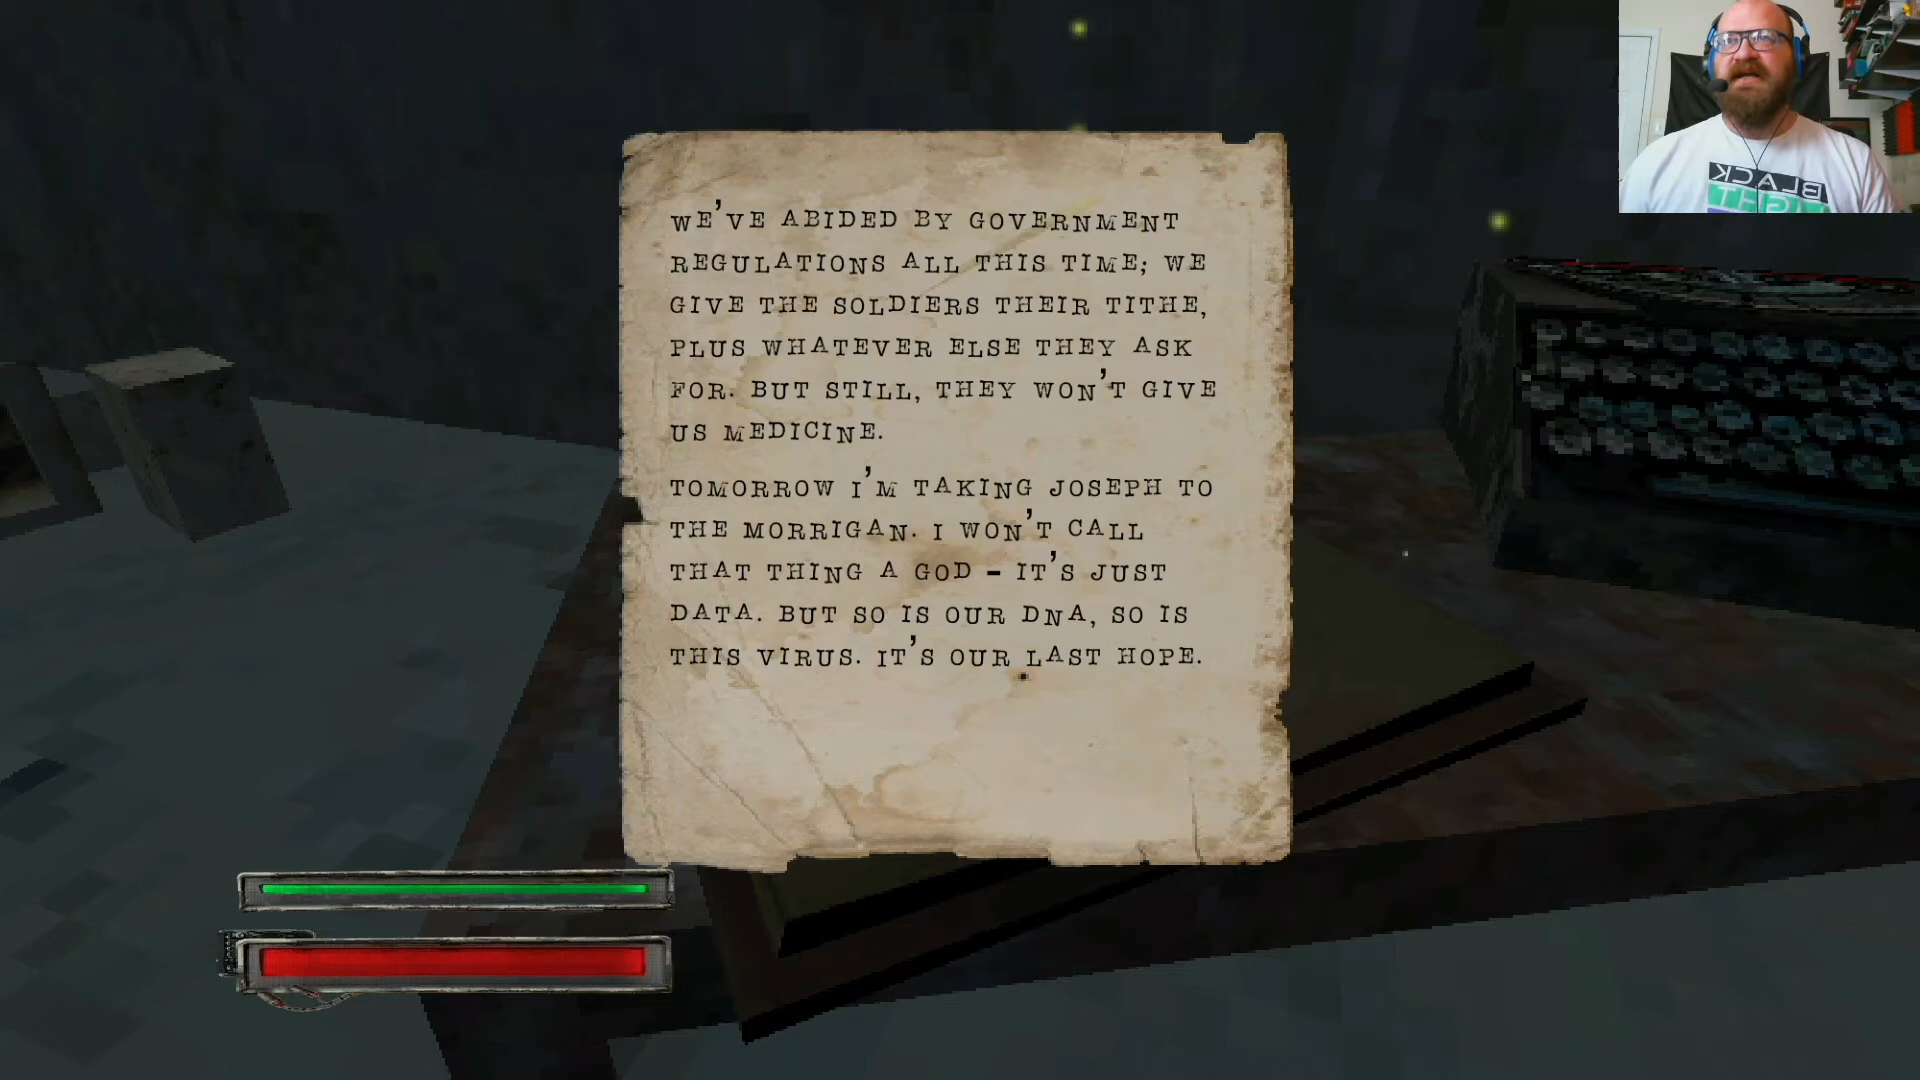 WE'VE ABIDED BY GOVERNMENT
REGULATIONS ALL THIS TIME; WE
GIVE THE SOLDIERS THEIR TITHE,
PLUS WHATEVER ELSE THEY ASK
FOR. BUT STILL, THEY WON'T GIVE
US MEDICINE.
TOMORROW I'M TAKING JOSEPH TO
THE MORRIGAN. I WON'T CALL
THAT THING A GOD – IT'S JUST
DATA. BUT SO IS OUR DNA, SO IS
THIS VIRUS. IT'S OUR LAST HOPE.
BLACK